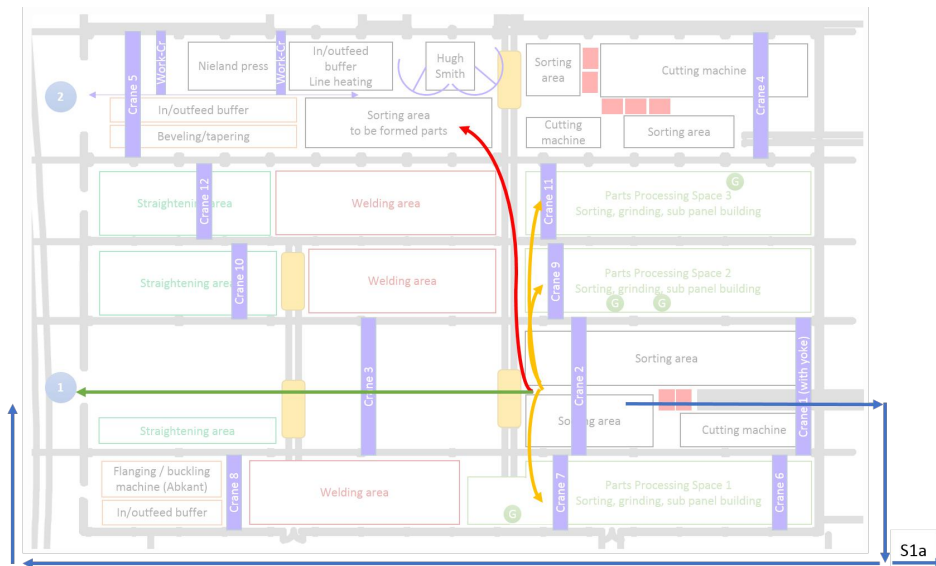 Crane 5
Work-Cr
Nieland press
Work-Cr
In/outfeed
buffer
Line heating
Hugh
Smith
Sorting
area
Cutting machine
Crane 4
2
In/outfeed buffer
Beveling/tapering
Sorting area
to be formed parts
Cutting
machine
Sorting area
Straightening area
Crane 12
Welding area
Crane 11
G
Parts Processing Space 3
Sorting, grinding, sub panel building
Straightening area
Crane 10
Welding area
Crane 9
Parts Processing Space 2
Sorting, grinding, sub panel building
G
G
Crane 3
Crane 2
Sorting area
Crane 1 (with yoke)
1
Sorting area
Straightening area
Cutting machine
Flanging / buckling
machine (Abkant)
In/outfeed buffer
Crane 8
Welding area
G
Crane 7
Parts Processing Space 1
Sorting, grinding, sub panel building
Crane 6
S1a